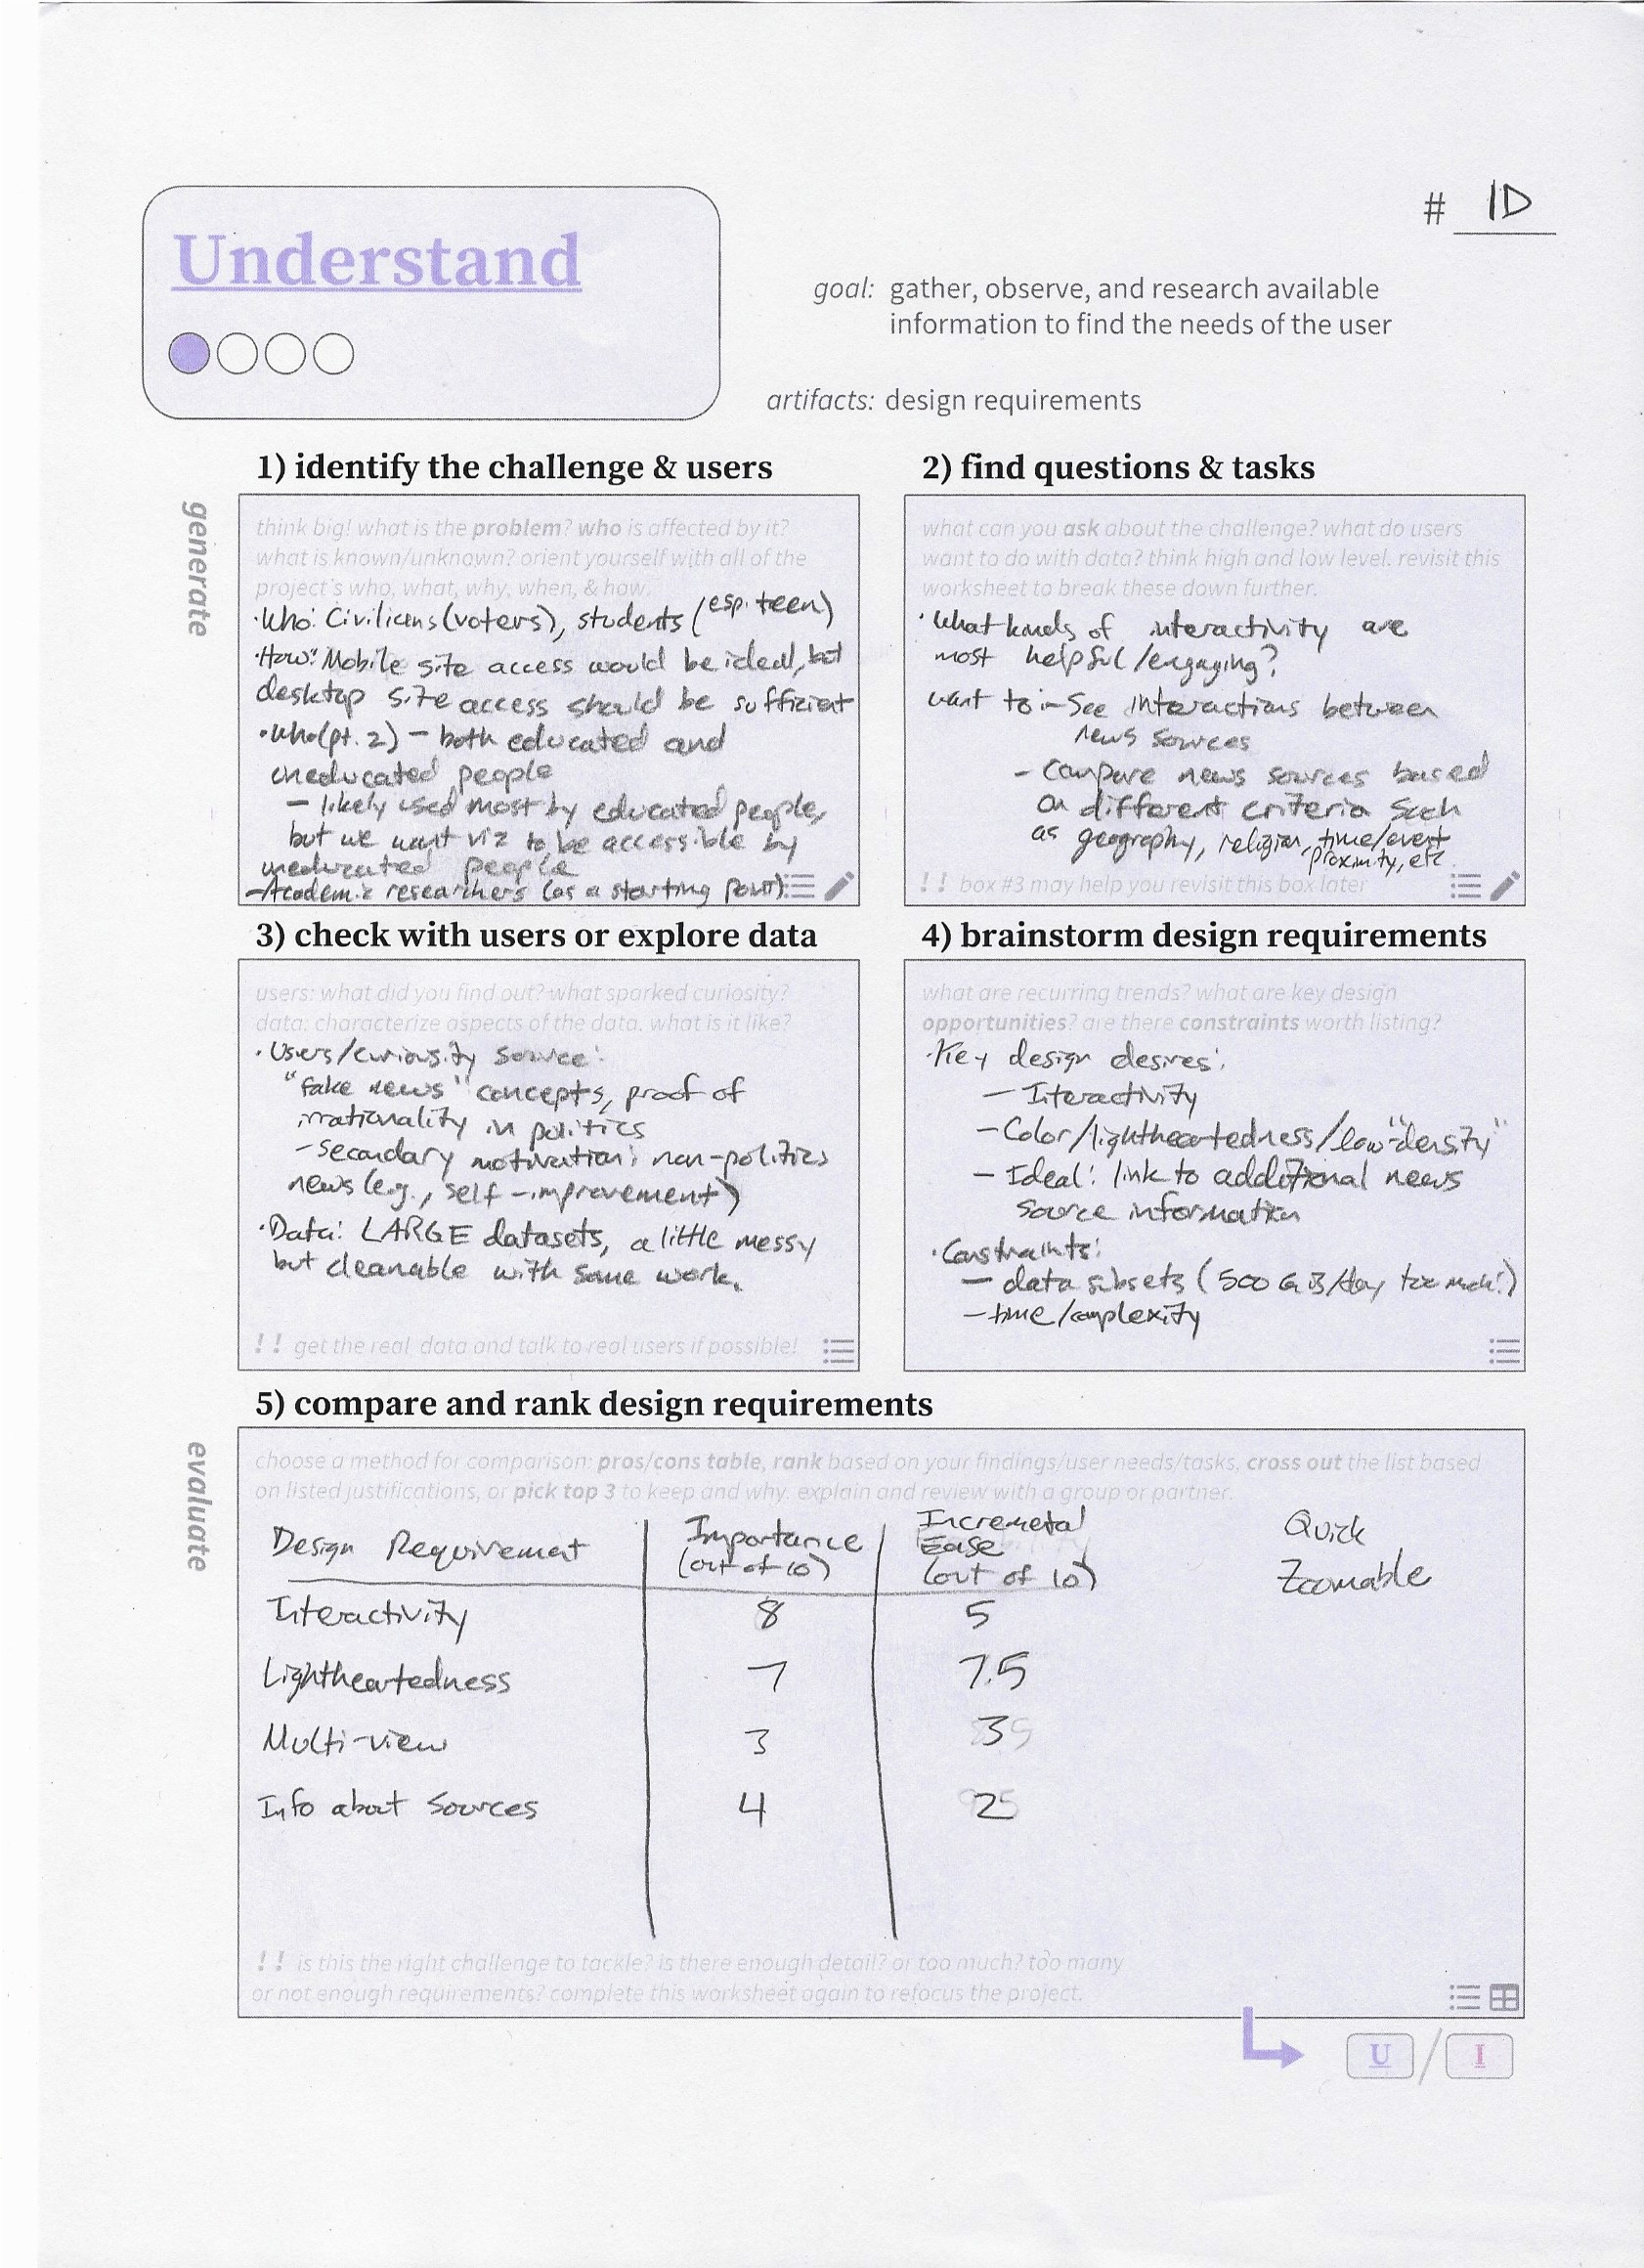 # 1D
Understand
goal: gather, observe, and research available
information to find the needs of the user
artifacts: design requirements
generate
1) identify the challenge & users
think big! what is the problem? who is affected by it?
what is known/unknown? orient yourself with all of the
project's who, what, why, when, & how.
·Who: Civilians (voters), students (esp. teen)
·How: Mobile site access would be ideal, but
desktop site access should be sufficient
·Who (pt. 2) - both educated and
uneducated people
- likely used most by educated people,
but we want viz to be accessible by
uneducated people
- Academic researchers (as a starting point)
2) find questions & tasks
what can you ask about the challenge? what do users
want to do with data? think high and low level. revisit this
worksheet to break these down further.
·What kinds of interactivity are
most helpful/engaging?
want to: - See interactions between
news sources
- Compare news sources based
on different criteria such
as geography, religion, time/event
proximity, etc.
!! box #3 may help you revisit this box later
3) check with users or explore data
users: what did you find out? what sparked curiosity?
data: characterize aspects of the data. what is it like?
·Users/curiosity source:
"fake news" concepts, proof of
irrationality in politics
- secondary motivation: non-politics
news (e.g., self-improvement)
·Data: LARGE datasets, a little messy
but cleanable with some work.
!! get the real data and talk to real users if possible!
4) brainstorm design requirements
what are recurring trends? what are key design
opportunities? are there constraints worth listing?
·Key design desires:
- Interactivity
- Color/lightheartedness/low "density"
- Ideal: link to additional news
source information
·Constraints:
- data subsets (500 GB/day too much!)
- time/complexity
evaluate
5) compare and rank design requirements
choose a method for comparison: pros/cons table, rank based on your findings/user needs/tasks, cross out the list based
on listed justifications, or pick top 3 to keep and why. explain and review with a group or partner.
Design Requirement Importance (out of 10) Incremetal Ease (out of 10)
Quick
Zoomable
Interactivity 8 5
Lightheartedness 7 7.5
Multi-view 3 3
Info about Sources 4 2
!! is this the right challenge to tackle? is there enough detail? or too much? too many
or not enough requirements? complete this worksheet again to refocus the project.
U / I